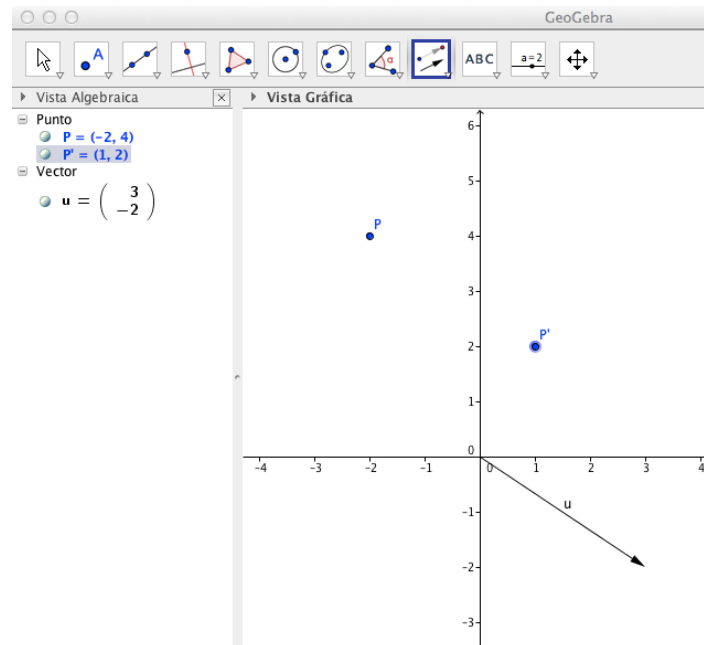 GeoGebra
A
α
ABC
a=2
Vista Algebraica
Vista Gráfica
Punto
P = (-2, 4)
P' = (1, 2)
Vector
u = ( 3
-2 )
6
5
P
4
3
P'
2
1
0
-4 -3 -2 -1 0 1 2 3 4
u
-1
-2
-3